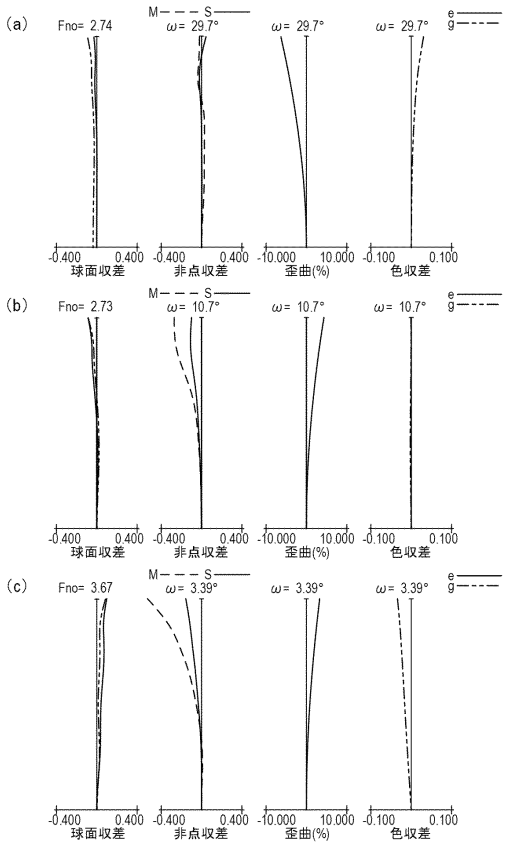 M S e
(a) Fno= 2.74 ω= 29.7° ω= 29.7° ω= 29.7° g
-0.400 0.400 -0.400 0.400 -10.000 10.000 -0.100 0.100
球面収差 非点収差 歪曲(%) 色収差
M S e
(b) Fno= 2.73 ω= 10.7° ω= 10.7° ω= 10.7° g
-0.400 0.400 -0.400 0.400 -10.000 10.000 -0.100 0.100
球面収差 非点収差 歪曲(%) 色収差
M S e
(c) Fno= 3.67 ω= 3.39° ω= 3.39° ω= 3.39° g
-0.400 0.400 -0.400 0.400 -10.000 10.000 -0.100 0.100
球面収差 非点収差 歪曲(%) 色収差